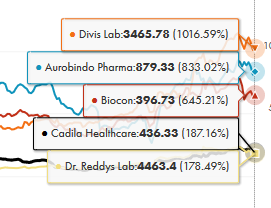 Divis Lab:3465.78 (1016.59%)
Aurobindo Pharma:879.33 (833.02%)
Biocon:396.73 (645.21%)
Cadila Healthcare:436.33 (187.16%)
Dr. Reddys Lab:4463.4 (178.49%)